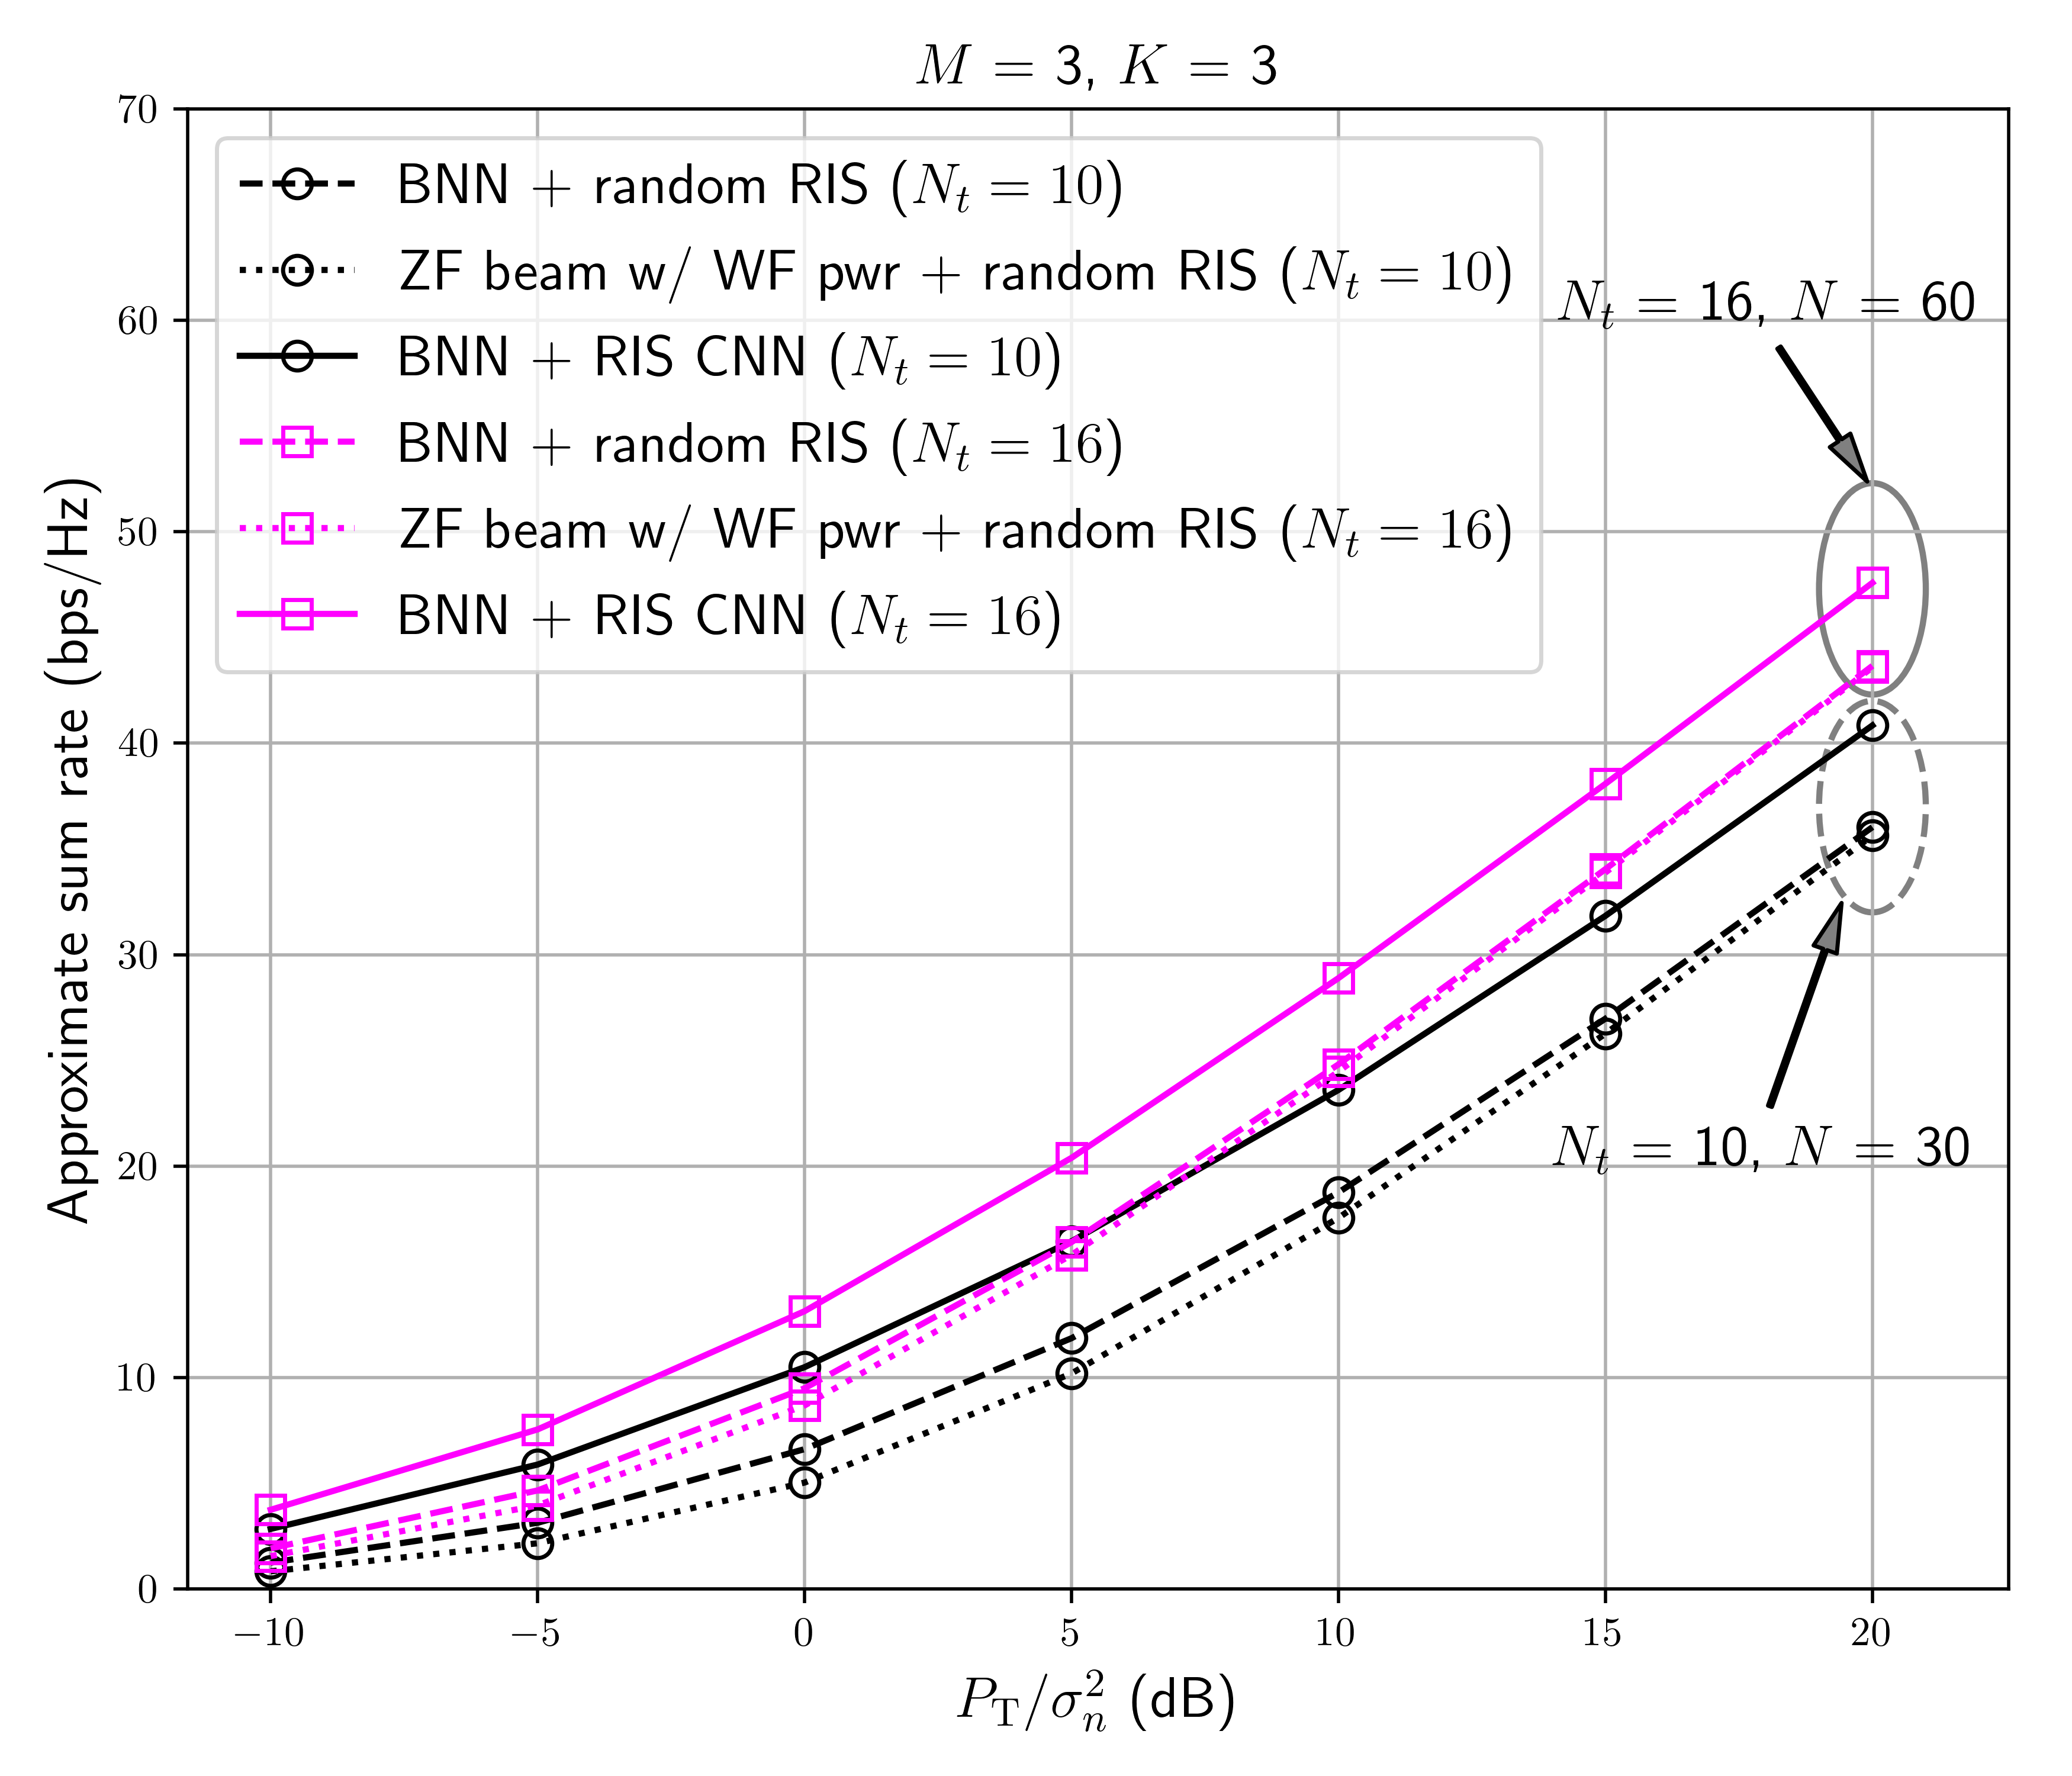 M = 3, K = 3
70
60
50
40
30
20
10
0
Approximate sum rate (bps/Hz)
BNN + random RIS (N_t = 10)
ZF beam w/ WF pwr + random RIS (N_t = 10)
BNN + RIS CNN (N_t = 10)
BNN + random RIS (N_t = 16)
ZF beam w/ WF pwr + random RIS (N_t = 16)
BNN + RIS CNN (N_t = 16)
N_t = 16, N = 60
N_t = 10, N = 30
−10 −5 0 5 10 15 20
P_T/σ_n^2 (dB)